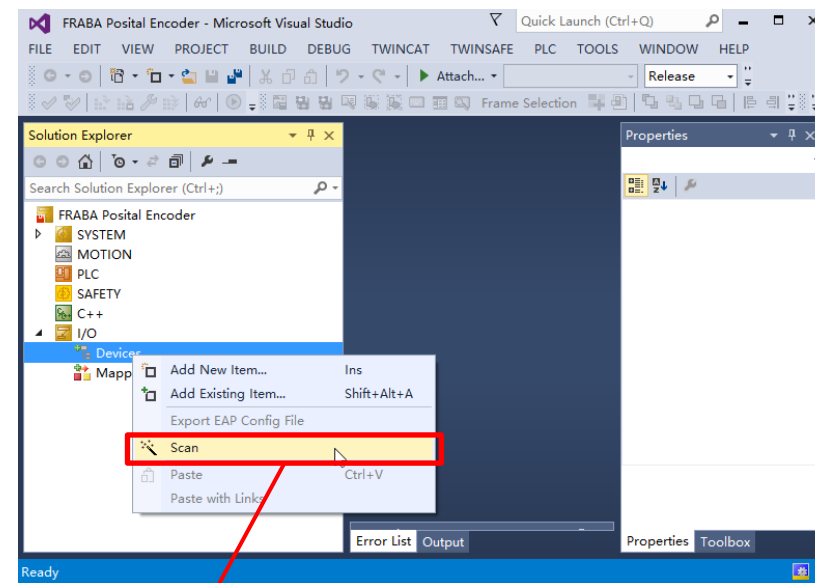 FRABA Posital Encoder - Microsoft Visual Studio
Quick Launch (Ctrl+Q)
FILE EDIT VIEW PROJECT BUILD DEBUG TWINCAT TWINSAFE PLC TOOLS WINDOW HELP
Attach... Release
Frame Selection
Solution Explorer
Search Solution Explorer (Ctrl+;)
FRABA Posital Encoder
SYSTEM
MOTION
PLC
SAFETY
C++
I/O
Devices
Mapp
Add New Item... Ins
Add Existing Item... Shift+Alt+A
Export EAP Config File
Scan
Paste Ctrl+V
Paste with Links
Properties
Error List Output
Properties Toolbox
Ready